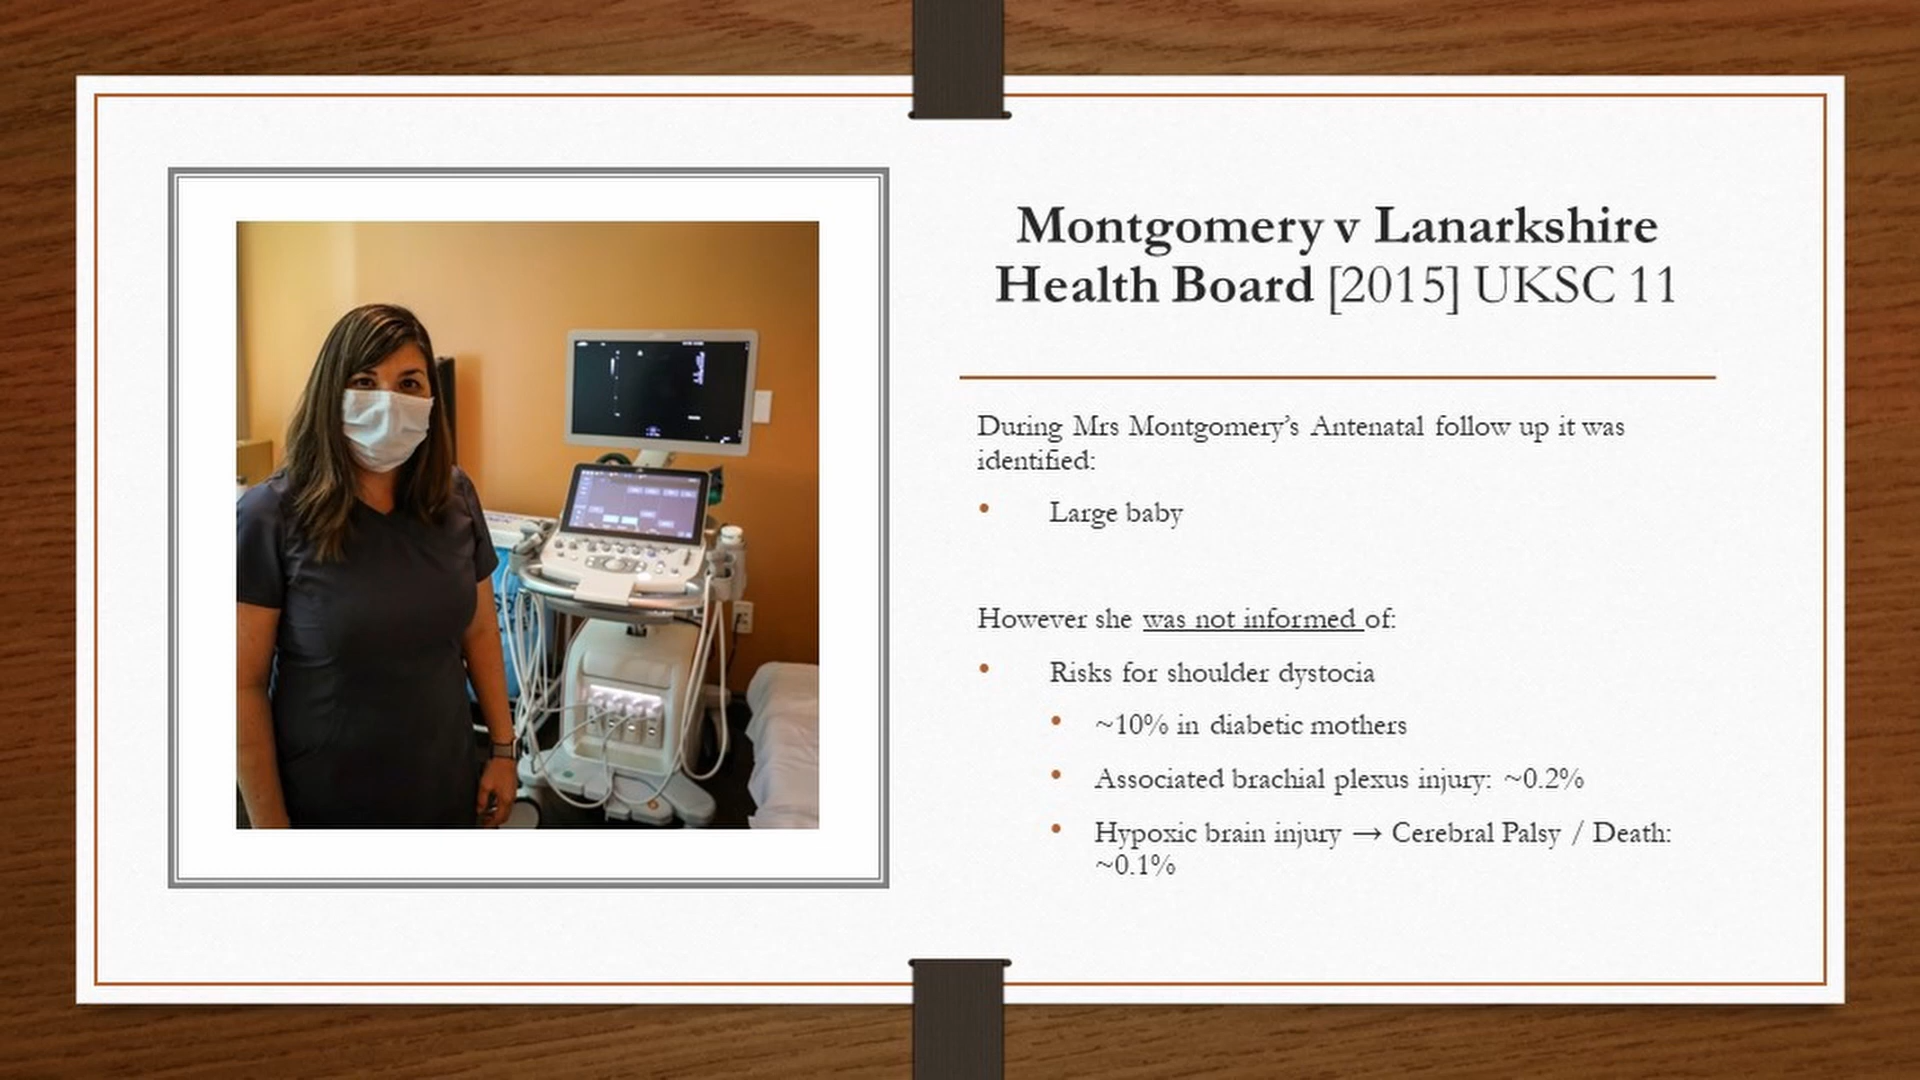 Montgomery v Lanarkshire
Health Board [2015] UKSC 11
During Mrs Montgomery’s Antenatal follow up it was
identified:
• Large baby
However she was not informed of:
• Risks for shoulder dystocia
• ~10% in diabetic mothers
• Associated brachial plexus injury: ~0.2%
• Hypoxic brain injury → Cerebral Palsy / Death:
~0.1%